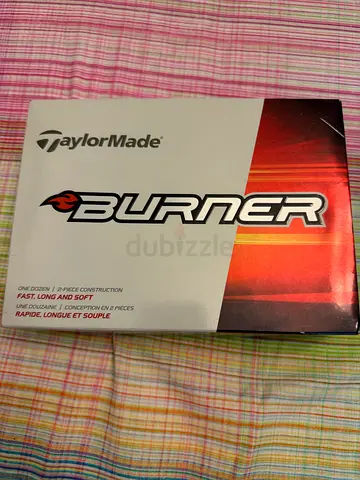 TaylorMade
BURNER
dubizzle
ONE DOZEN | 2-PIECE CONSTRUCTION
FAST, LONG AND SOFT
UNE DOUZAINE | CONCEPTION EN 2 PIÈCES
RAPIDE, LONGUE ET SOUPLE